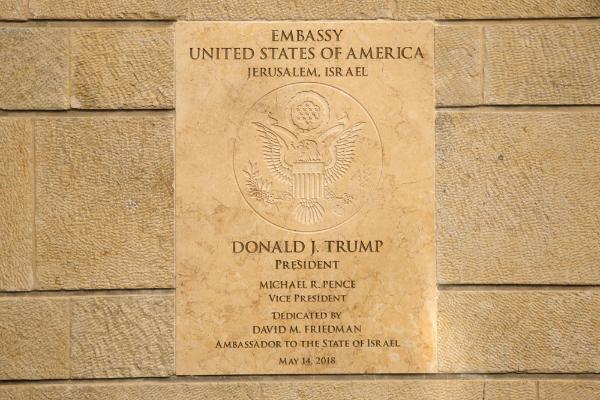 EMBASSY
UNITED STATES OF AMERICA
JERUSALEM, ISRAEL
DONALD J. TRUMP
PRESIDENT
MICHAEL R. PENCE
VICE PRESIDENT
DEDICATED BY
DAVID M. FRIEDMAN
AMBASSADOR TO THE STATE OF ISRAEL
MAY 14, 2018